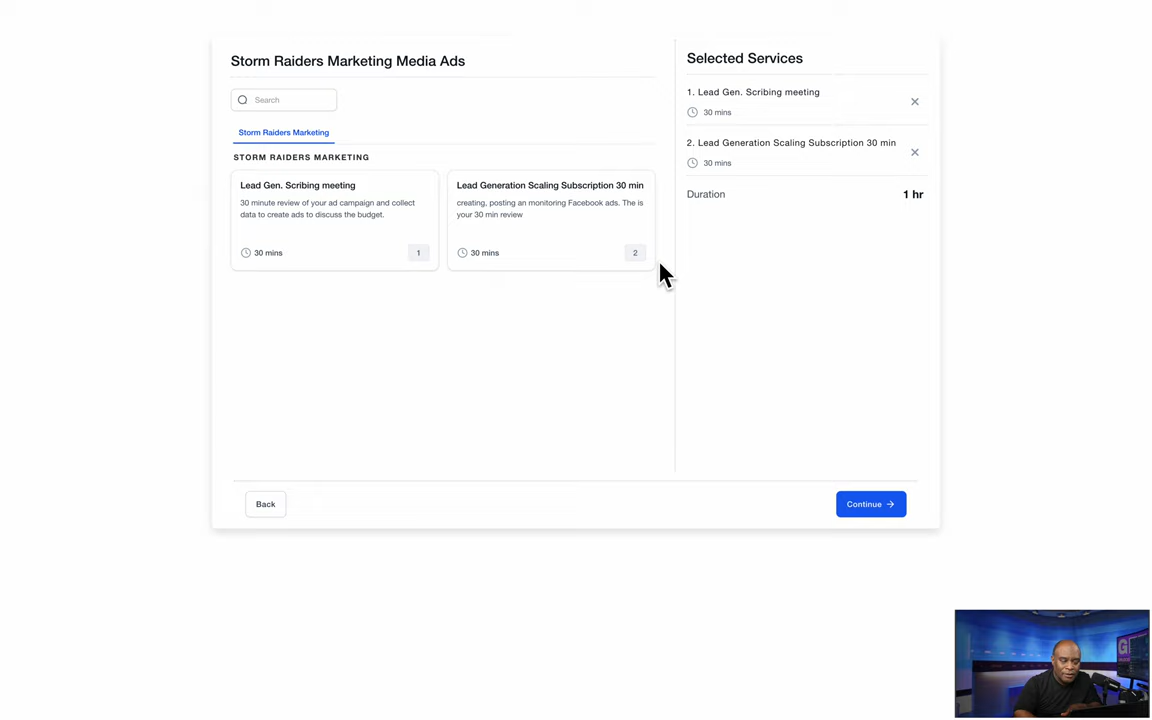 Storm Raiders Marketing Media Ads
Search
Storm Raiders Marketing
STORM RAIDERS MARKETING
Lead Gen. Scribing meeting
30 minute review of your ad campaign and collect
data to create ads to discuss the budget.
30 mins
1
Lead Generation Scaling Subscription 30 min
creating, posting an monitoring Facebook ads. The is
your 30 min review
30 mins
2
Selected Services
1. Lead Gen. Scribing meeting
30 mins
2. Lead Generation Scaling Subscription 30 min
30 mins
Duration 1 hr
Back
Continue